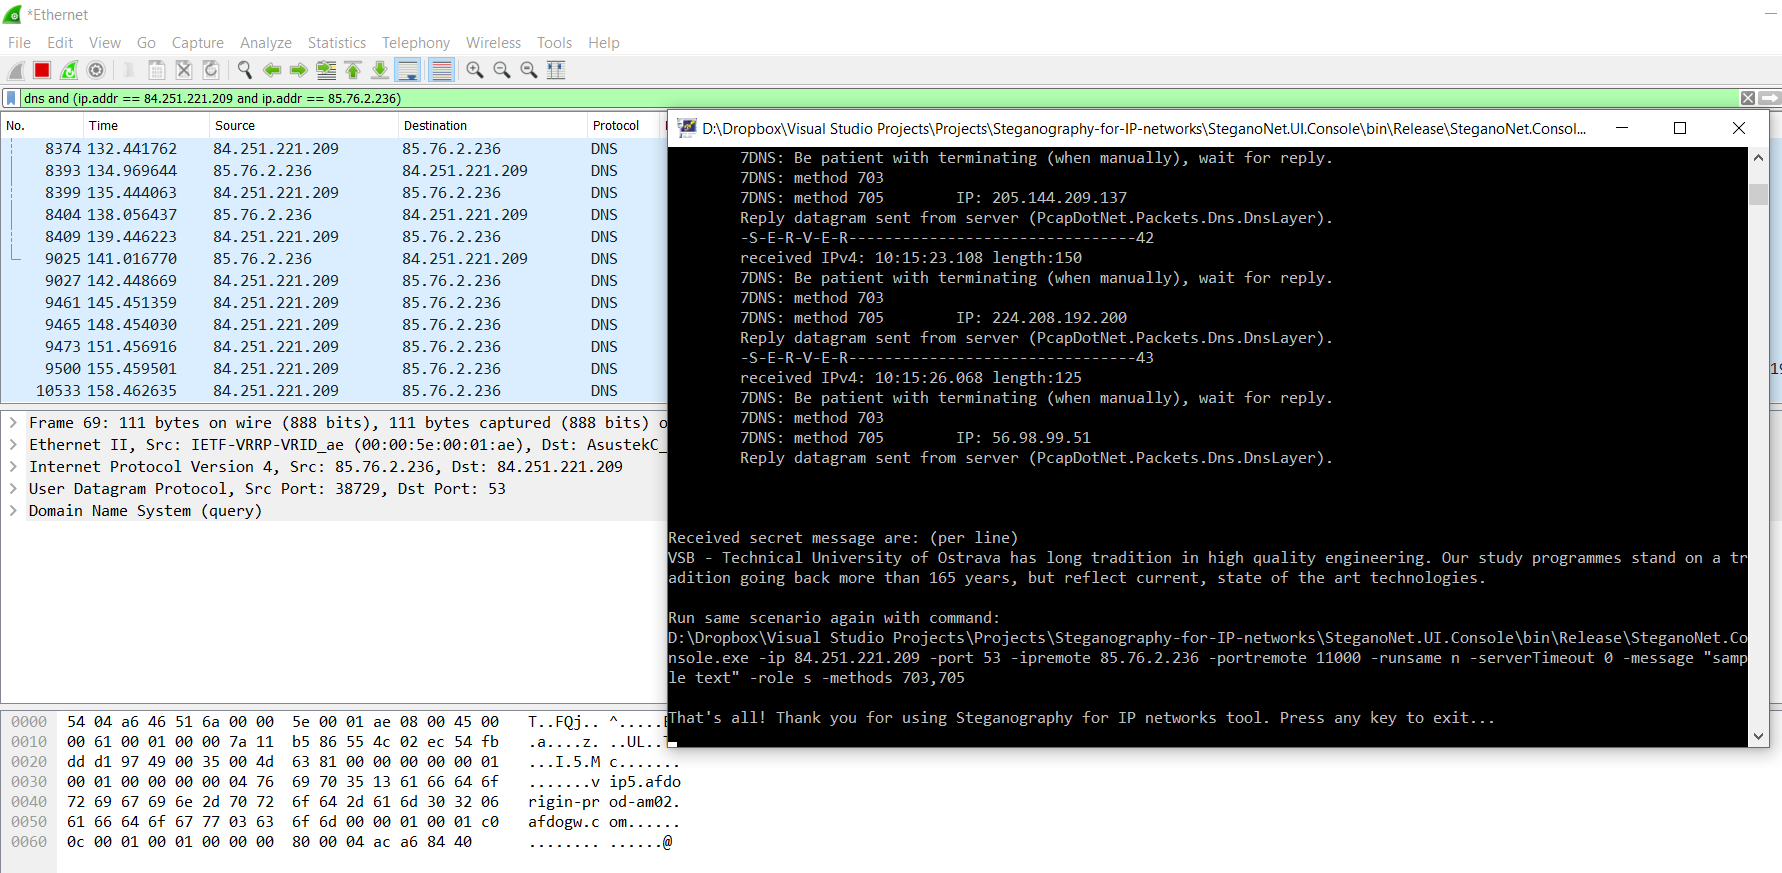 *Ethernet
File Edit View Go Capture Analyze Statistics Telephony Wireless Tools Help
dns and (ip.addr == 84.251.221.209 and ip.addr == 85.76.2.236)
No. Time Source Destination Protocol
8374 132.441762 84.251.221.209 85.76.2.236 DNS
8393 134.969644 85.76.2.236 84.251.221.209 DNS
8399 135.444063 84.251.221.209 85.76.2.236 DNS
8404 138.056437 85.76.2.236 84.251.221.209 DNS
8409 139.446223 84.251.221.209 85.76.2.236 DNS
9025 141.016770 85.76.2.236 84.251.221.209 DNS
9027 142.448669 84.251.221.209 85.76.2.236 DNS
9461 145.451359 84.251.221.209 85.76.2.236 DNS
9465 148.454030 84.251.221.209 85.76.2.236 DNS
9473 151.456916 84.251.221.209 85.76.2.236 DNS
9500 155.459501 84.251.221.209 85.76.2.236 DNS
10533 158.462635 84.251.221.209 85.76.2.236 DNS
Frame 69: 111 bytes on wire (888 bits), 111 bytes captured (888 bits) o
Ethernet II, Src: IETF-VRRP-VRID_ae (00:00:5e:00:01:ae), Dst: AsustekC_
Internet Protocol Version 4, Src: 85.76.2.236, Dst: 84.251.221.209
User Datagram Protocol, Src Port: 38729, Dst Port: 53
Domain Name System (query)
0000 54 04 a6 46 51 6a 00 00 5e 00 01 ae 08 00 45 00 T..FQj.. ^.....E
0010 00 61 00 01 00 00 7a 11 b5 86 55 4c 02 ec 54 fb .a....z. ..UL..T
0020 dd d1 97 49 00 35 00 4d 63 81 00 00 00 00 00 01 ...I.5.M c.......
0030 00 01 00 00 00 00 04 76 69 70 35 13 61 66 64 6f .......v ip5.afdo
0040 72 69 67 69 6e 2d 70 72 6f 64 2d 61 6d 30 32 06 rigin-pr od-am02.
0050 61 66 64 6f 67 77 03 63 6f 6d 00 00 01 00 01 c0 afdogw.c om......
0060 0c 00 01 00 01 00 00 00 80 00 04 ac a6 84 40 ........ ......@
D:\Dropbox\Visual Studio Projects\Projects\Steganography-for-IP-networks\SteganoNet.UI.Console\bin\Release\SteganoNet.Consol...
7DNS: Be patient with terminating (when manually), wait for reply.
7DNS: method 703
7DNS: method 705 IP: 205.144.209.137
Reply datagram sent from server (PcapDotNet.Packets.Dns.DnsLayer).
-S-E-R-V-E-R--------------------------------42
received IPv4: 10:15:23.108 length:150
7DNS: Be patient with terminating (when manually), wait for reply.
7DNS: method 703
7DNS: method 705 IP: 224.208.192.200
Reply datagram sent from server (PcapDotNet.Packets.Dns.DnsLayer).
-S-E-R-V-E-R--------------------------------43
received IPv4: 10:15:26.068 length:125
7DNS: Be patient with terminating (when manually), wait for reply.
7DNS: method 703
7DNS: method 705 IP: 56.98.99.51
Reply datagram sent from server (PcapDotNet.Packets.Dns.DnsLayer).
Received secret message are: (per line)
VSB - Technical University of Ostrava has long tradition in high quality engineering. Our study programmes stand on a tr
adition going back more than 165 years, but reflect current, state of the art technologies.
Run same scenario again with command:
D:\Dropbox\Visual Studio Projects\Projects\Steganography-for-IP-networks\SteganoNet.UI.Console\bin\Release\SteganoNet.Co
nsole.exe -ip 84.251.221.209 -port 53 -ipremote 85.76.2.236 -portremote 11000 -runsame n -serverTimeout 0 -message "samp
le text" -role s -methods 703,705
That's all! Thank you for using Steganography for IP networks tool. Press any key to exit...